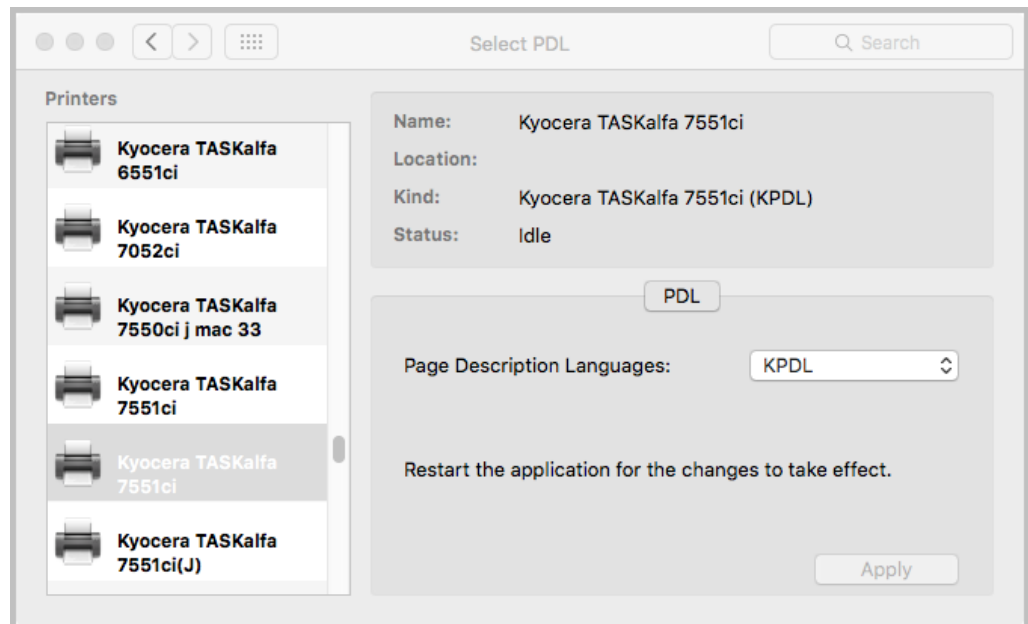 Select PDL
Search
Printers
Kyocera TASKalfa
6551ci
Kyocera TASKalfa
7052ci
Kyocera TASKalfa
7550ci j mac 33
Kyocera TASKalfa
7551ci
Kyocera TASKalfa
7551ci
Kyocera TASKalfa
7551ci(J)
Name: Kyocera TASKalfa 7551ci
Location:
Kind: Kyocera TASKalfa 7551ci (KPDL)
Status: Idle
PDL
Page Description Languages: KPDL
Restart the application for the changes to take effect.
Apply